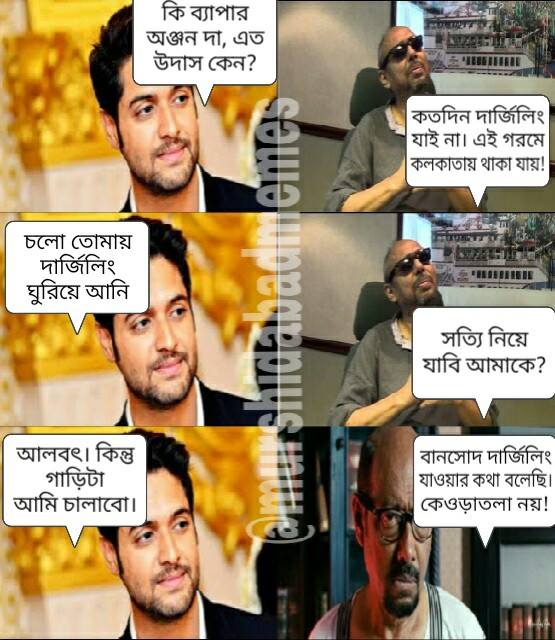 কি ব্যাপার
অঞ্জন দা, এত
উদাস কেন?
কতদিন দার্জিলিং
যাই না। এই গরমে
কলকাতায় থাকা যায়!
চলো তোমায়
দার্জিলিং
ঘুরিয়ে আনি
সত্যি নিয়ে
যাবি আমাকে?
আলবৎ। কিন্তু
গাড়িটা
আমি চালাবো।
বানসোদ দার্জিলিং
যাওয়ার কথা বলেছি।
কেওড়াতলা নয়!
@murshidabadmemes